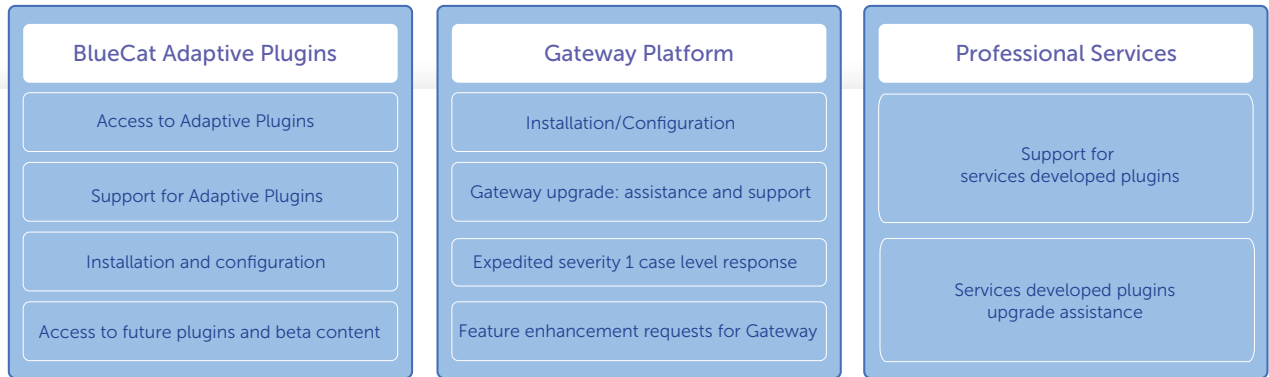 BlueCat Adaptive Plugins
Access to Adaptive Plugins
Support for Adaptive Plugins
Installation and configuration
Access to future plugins and beta content
Gateway Platform
Installation/Configuration
Gateway upgrade: assistance and support
Expedited severity 1 case level response
Feature enhancement requests for Gateway
Professional Services
Support for
services developed plugins
Services developed plugins
upgrade assistance